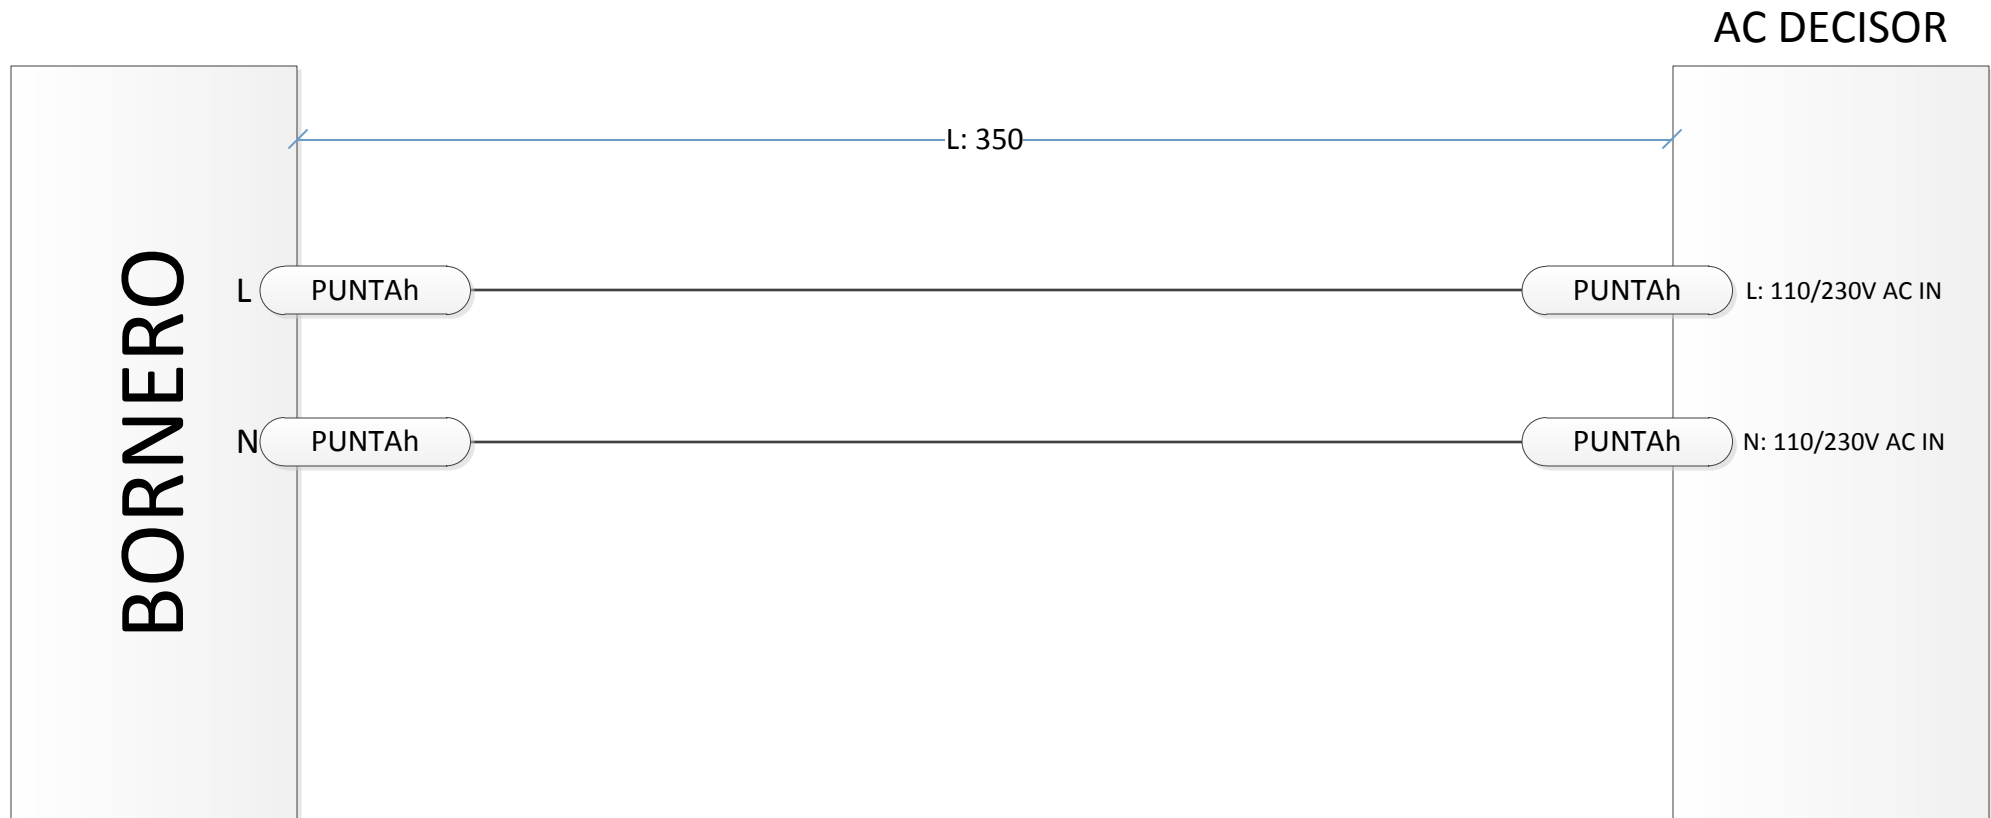 AC DECISOR
L: 350
BORNERO
L PUNTAh PUNTAh L: 110/230V AC IN
N PUNTAh PUNTAh N: 110/230V AC IN